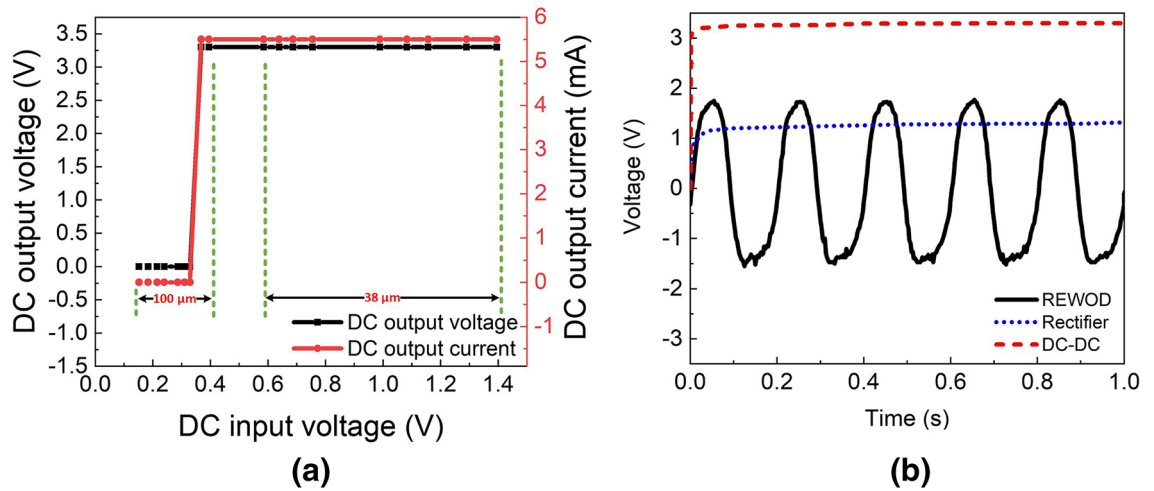 3.5
3.0
2.5
2.0
1.5
1.0
0.5
0.0
-0.5
-1.0
-1.5
DC output voltage (V)
6
5
4
3
2
1
0
-1
DC output current (mA)
100 µm
38 µm
DC output voltage
DC output current
0.0 0.2 0.4 0.6 0.8 1.0 1.2 1.4
DC input voltage (V)
(a)
3
2
1
0
-1
-2
-3
Voltage (V)
REWOD
Rectifier
DC-DC
0.0 0.2 0.4 0.6 0.8 1.0
Time (s)
(b)